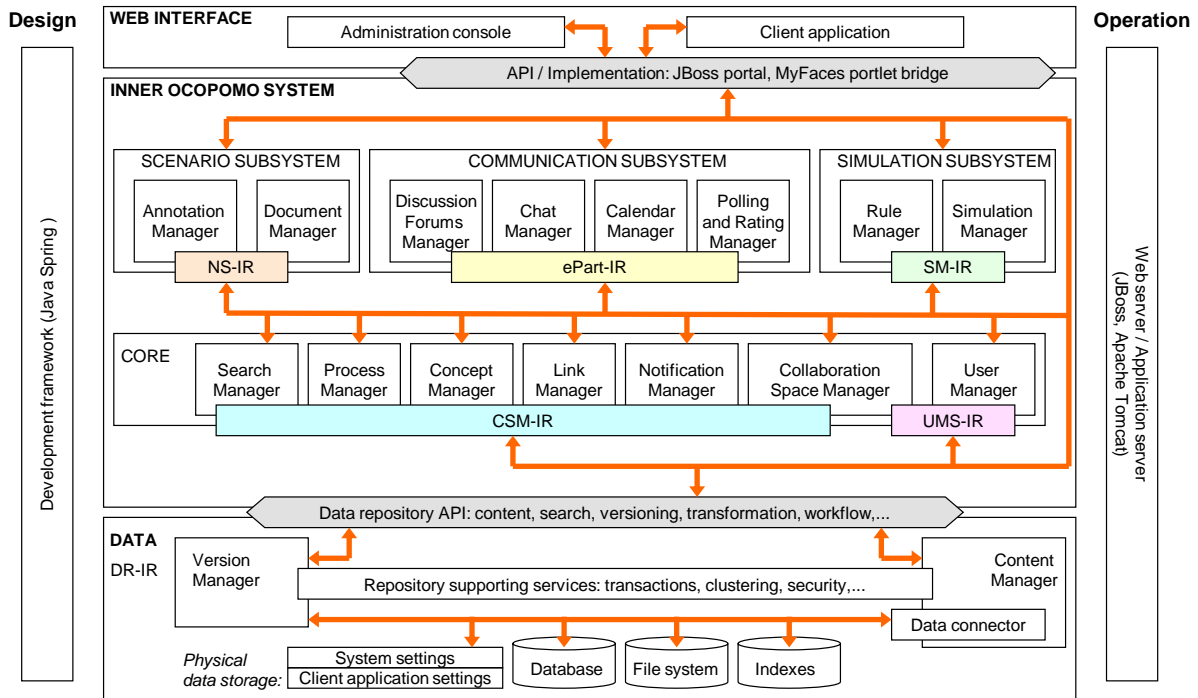 Design
WEB INTERFACE
Operation
Administration console
Client application
API / Implementation: JBoss portal, MyFaces portlet bridge
INNER OCOPOMO SYSTEM
SCENARIO SUBSYSTEM
COMMUNICATION SUBSYSTEM
SIMULATION SUBSYSTEM
Annotation
Manager
Document
Manager
Discussion
Forums
Manager
Chat
Manager
Calendar
Manager
Polling
and Rating
Manager
Rule
Manager
Simulation
Manager
NS-IR
ePart-IR
SM-IR
Development framework (Java Spring )
Web server / Application server
(JBoss, Apache Tomcat)
CORE
Search
Manager
Process
Manager
Concept
Manager
Link
Manager
Notification
Manager
Collaboration
Space Manager
User
Manager
CSM-IR
UMS-IR
Data repository API: content, search, versioning, transformation, workflow,...
DATA
DR-IR
Version
Manager
Content
Manager
Repository supporting services: transactions, clustering, security,...
Data connector
Physical
data storage:
System settings
Client application settings
Database
File system
Indexes